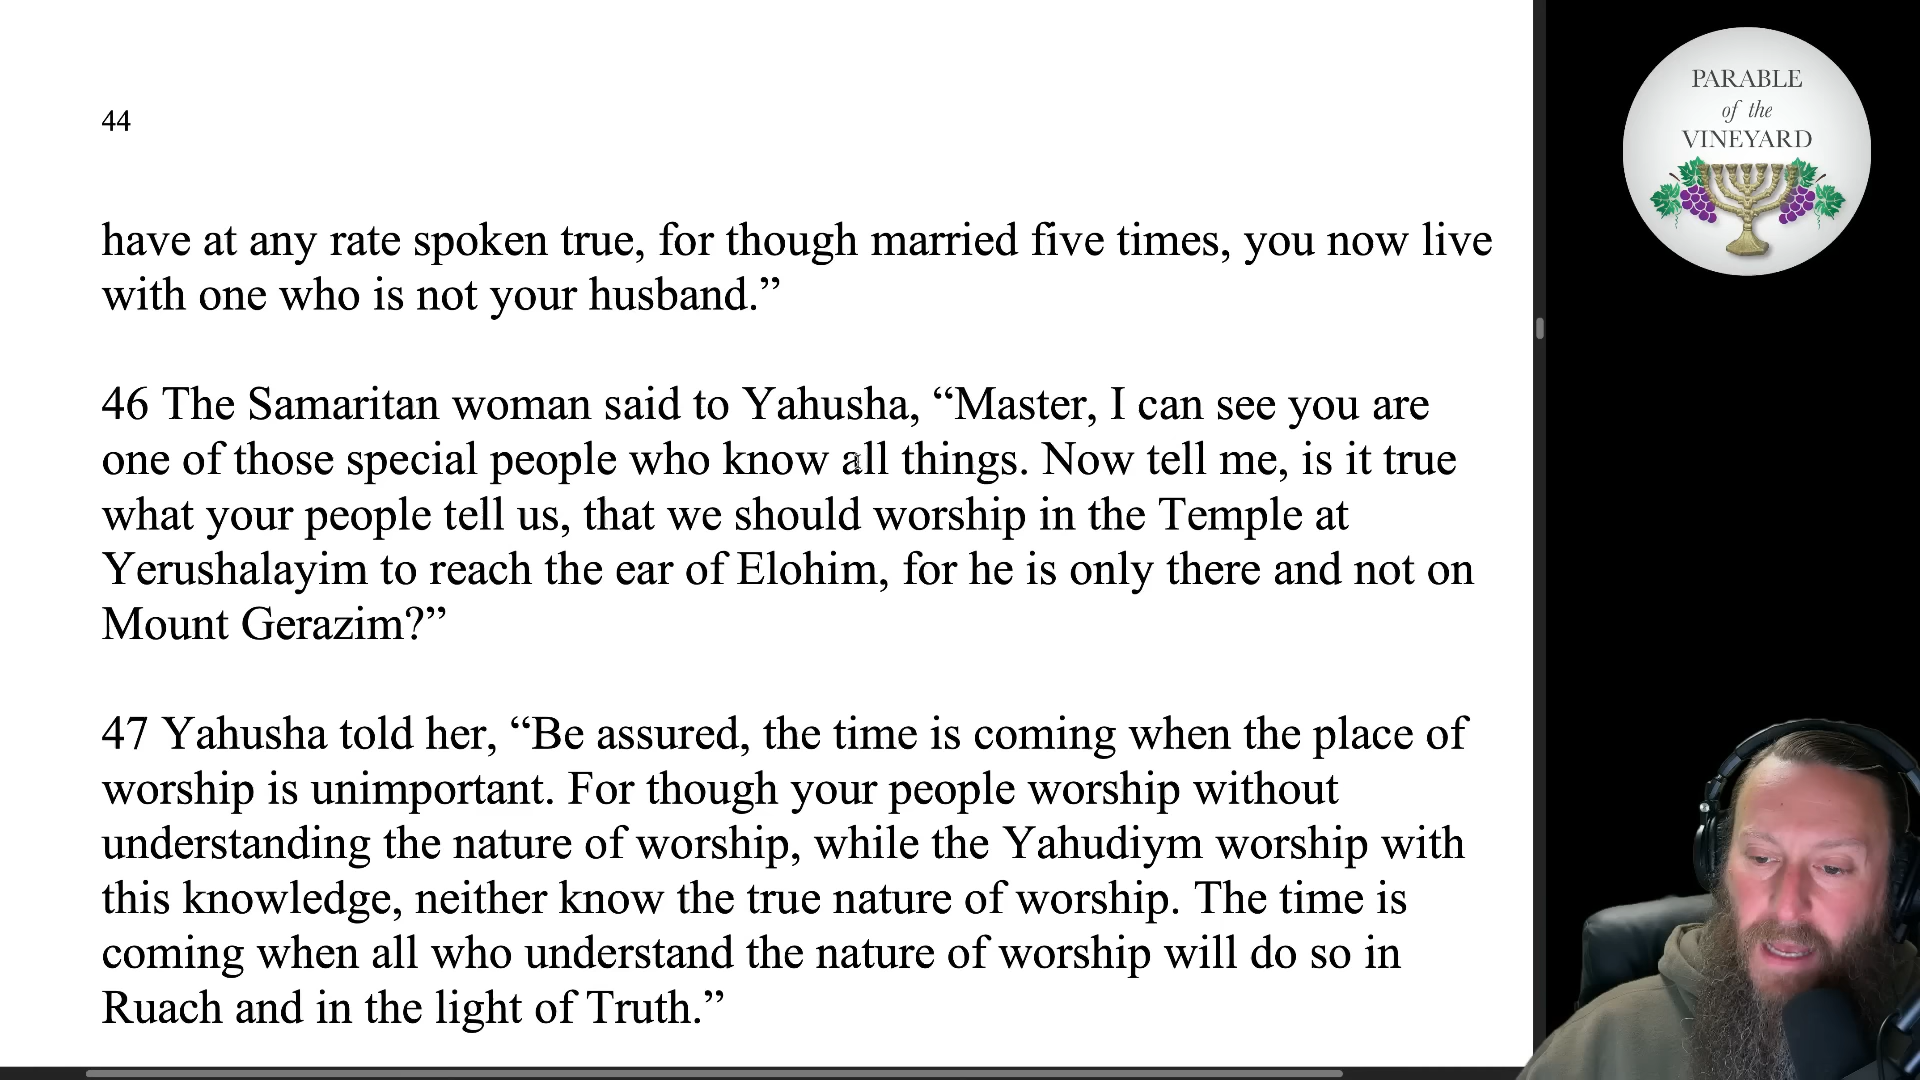 44
have at any rate spoken true, for though married five times, you now live
with one who is not your husband.”
46 The Samaritan woman said to Yahusha, “Master, I can see you are
one of those special people who know all things. Now tell me, is it true
what your people tell us, that we should worship in the Temple at
Yerushalayim to reach the ear of Elohim, for he is only there and not on
Mount Gerazim?”
47 Yahusha told her, “Be assured, the time is coming when the place of
worship is unimportant. For though your people worship without
understanding the nature of worship, while the Yahudiym worship with
this knowledge, neither know the true nature of worship. The time is
coming when all who understand the nature of worship will do so in
Ruach and in the light of Truth.”
PARABLE
of the
VINEYARD